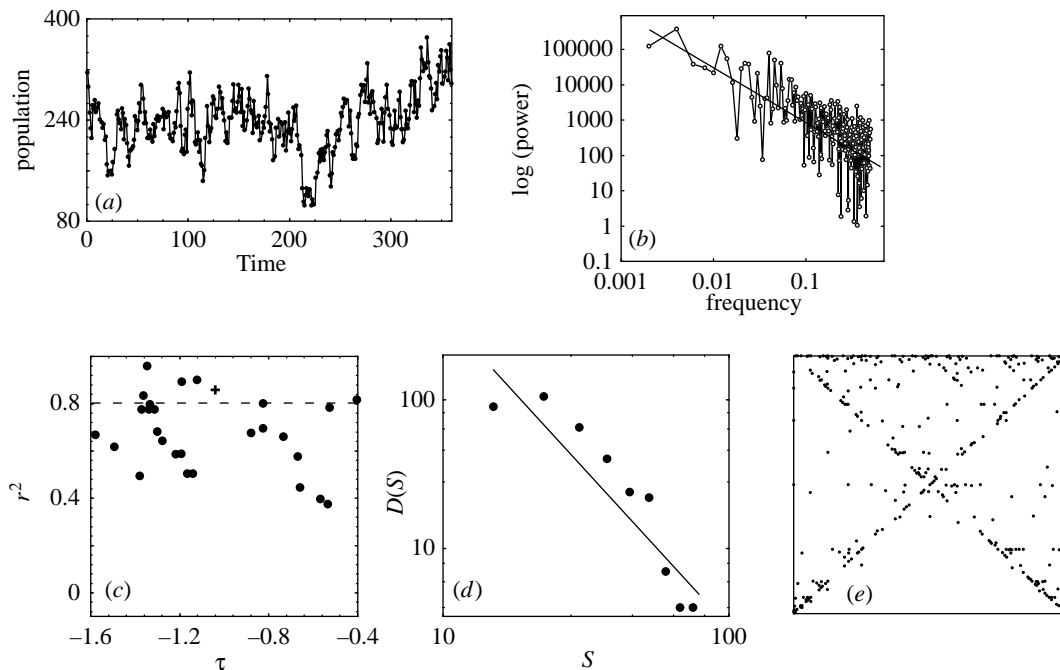 400
240
80
population
(a)
0
100
200
300
Time
100000
10000
1000
100
10
1
0.1
log (power)
(b)
0.001
0.01
0.1
frequency
0.8
0.4
0
r²
(c)
–1.6
–1.2
–0.8
–0.4
τ
100
10
D(S)
(d)
10
100
S
(e)